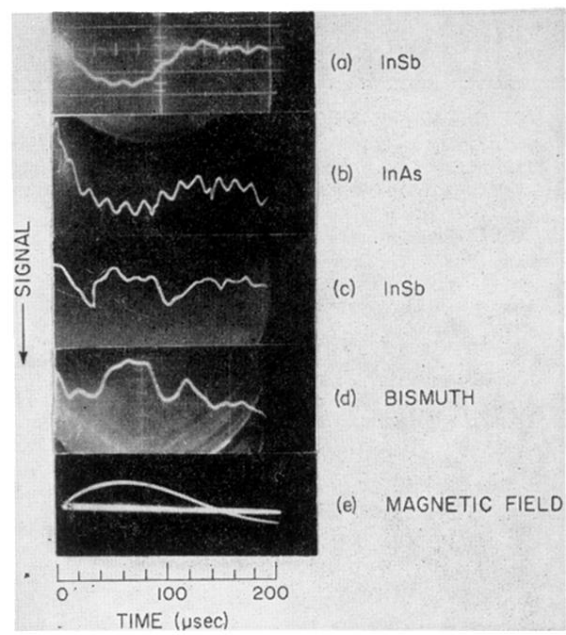 (a) InSb
(b) InAs
SIGNAL
(c) InSb
(d) BISMUTH
(e) MAGNETIC FIELD
0 100 200
TIME (μsec)